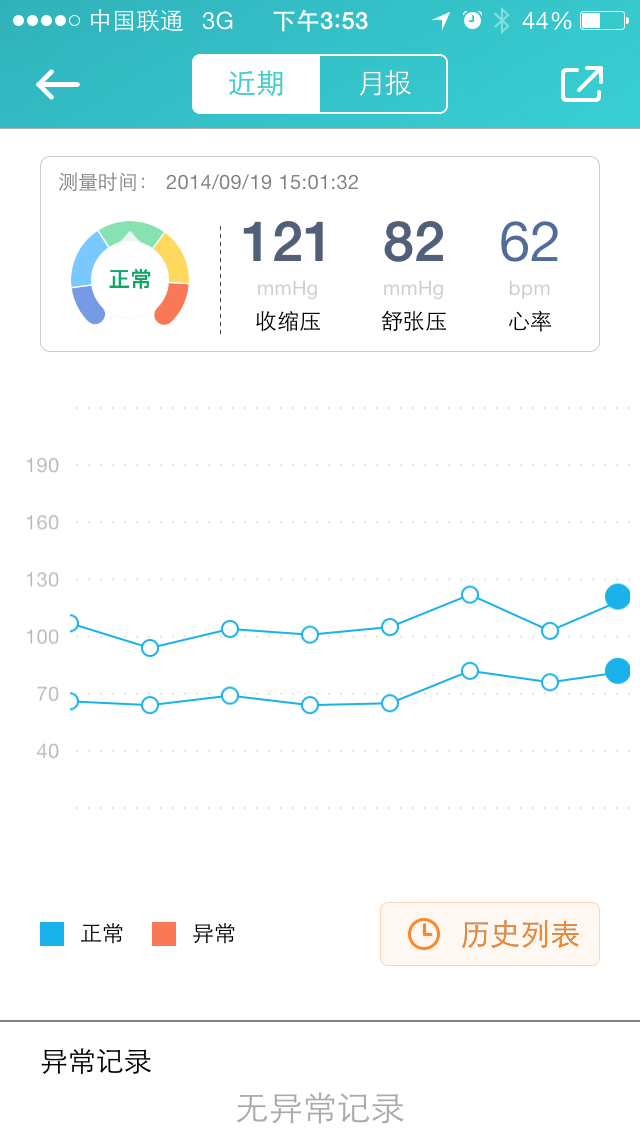 中国联通 3G 下午3:53 44%
近期 月报
测量时间： 2014/09/19 15:01:32
正常
121 82 62
mmHg mmHg bpm
收缩压 舒张压 心率
190
160
130
100
70
40
正常 异常 历史列表
异常记录
无异常记录